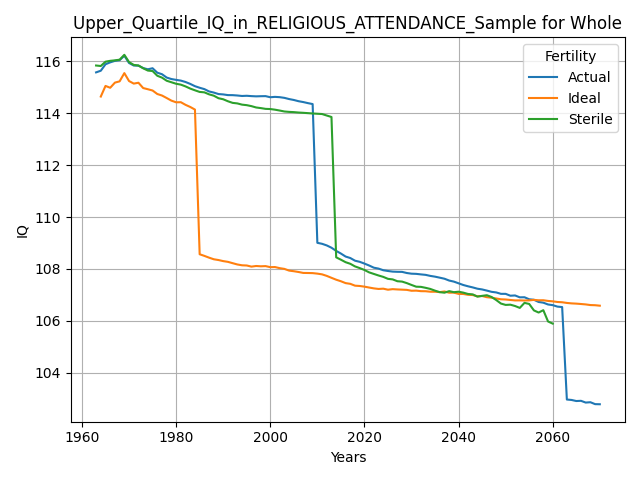 Upper_Quartile_IQ_in_RELIGIOUS_ATTENDANCE_Sample for Whole
Fertility
Actual
Ideal
Sterile
IQ
116
114
112
110
108
106
104
1960
1980
2000
2020
2040
2060
Years